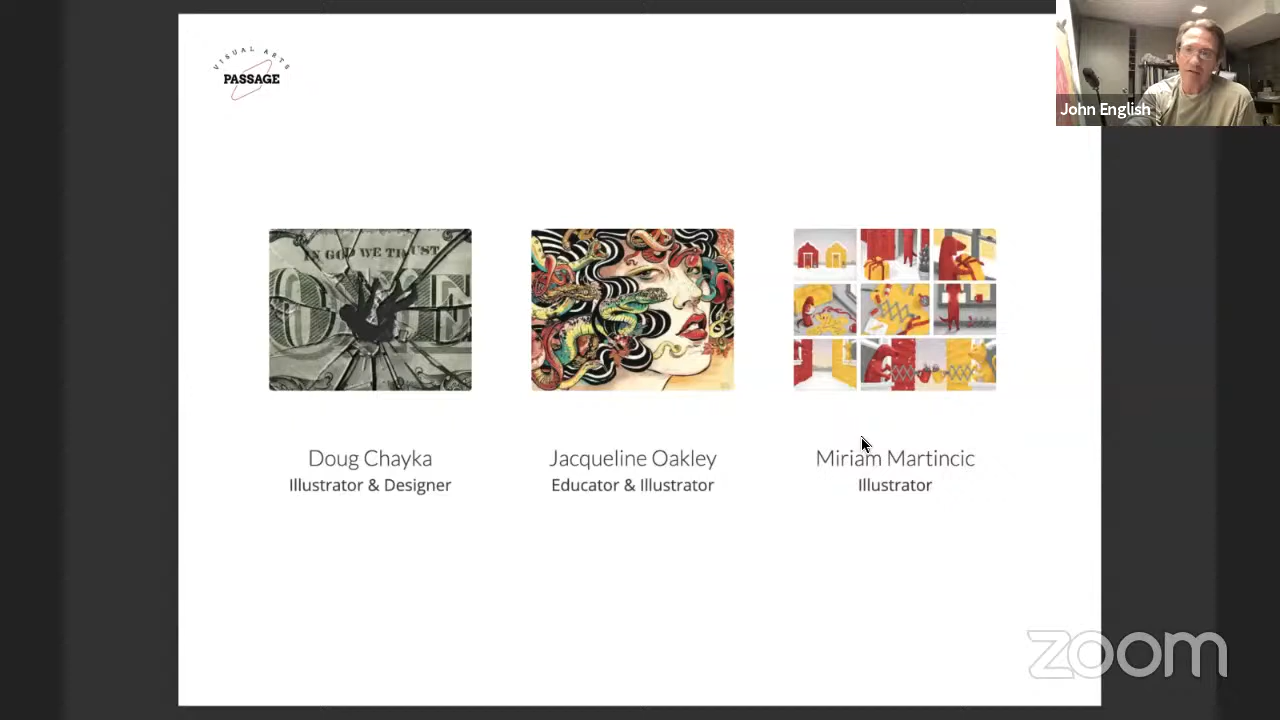 VISUAL ARTS
PASSAGE
John English
IN GOD WE TRUST
ONE
Doug Chayka
Illustrator & Designer
Jacqueline Oakley
Educator & Illustrator
Miriam Martincic
Illustrator
zoom